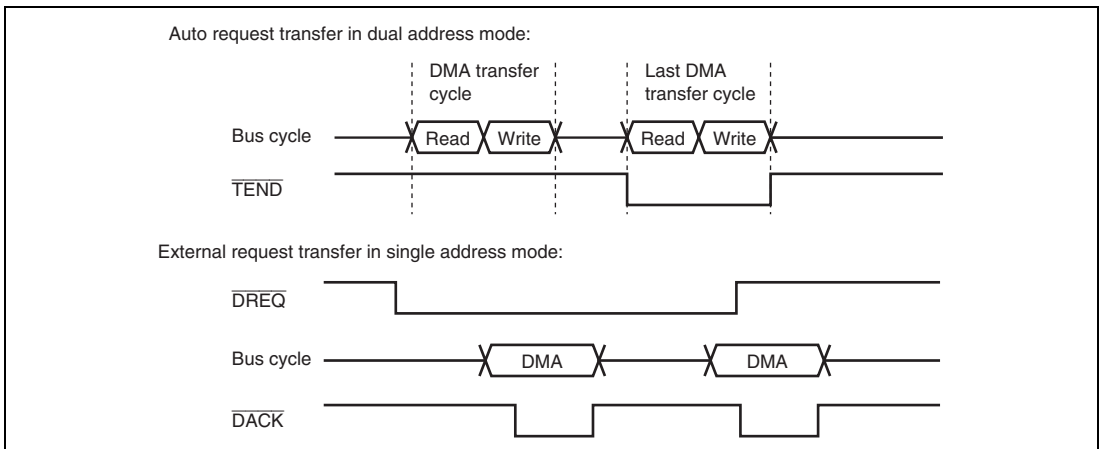 Auto request transfer in dual address mode:
DMA transfer
cycle
Last DMA
transfer cycle
Bus cycle
Read
Write
Read
Write
TEND
External request transfer in single address mode:
DREQ
Bus cycle
DMA
DMA
DACK